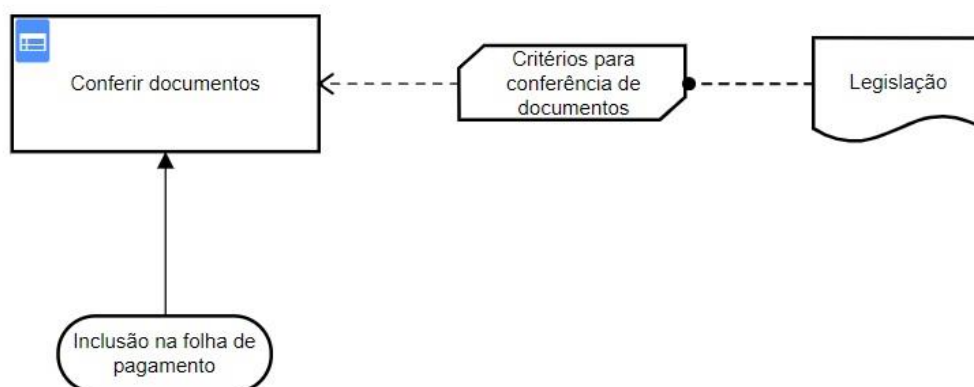 Conferir documentos
Critérios para
conferência de
documentos
Legislação
Inclusão na folha de
pagamento